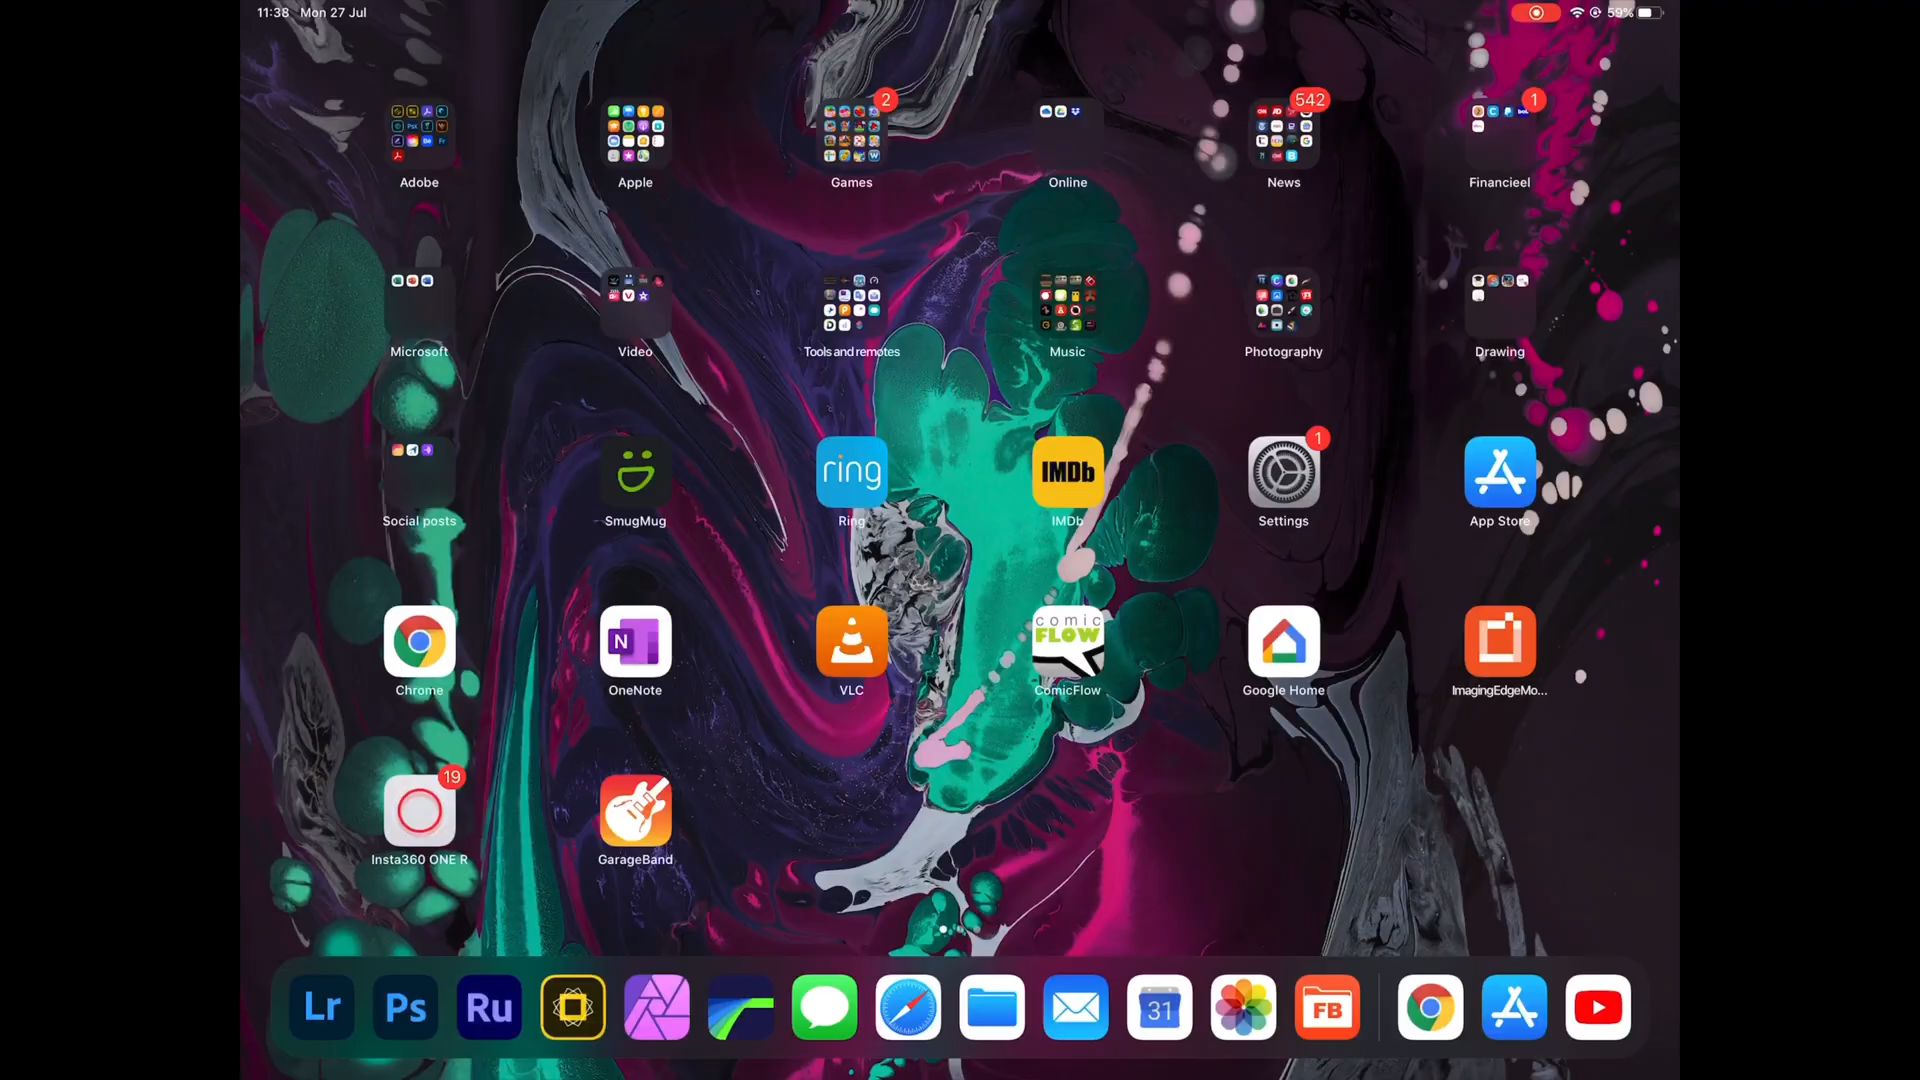 11:38 Mon 27 Jul
59%
2
542
1
Adobe
Apple
Games
Online
News
Financieel
Microsoft
Video
Tools and remotes
Music
Photography
Drawing
1
ring
IMDb
Social posts
SmugMug
Ring
IMDb
Settings
App Store
N
comic
FLOW
Chrome
OneNote
VLC
ComicFlow
Google Home
ImagingEdgeMo...
19
Insta360 ONE R
GarageBand
Lr
Ps
Ru
31
FB